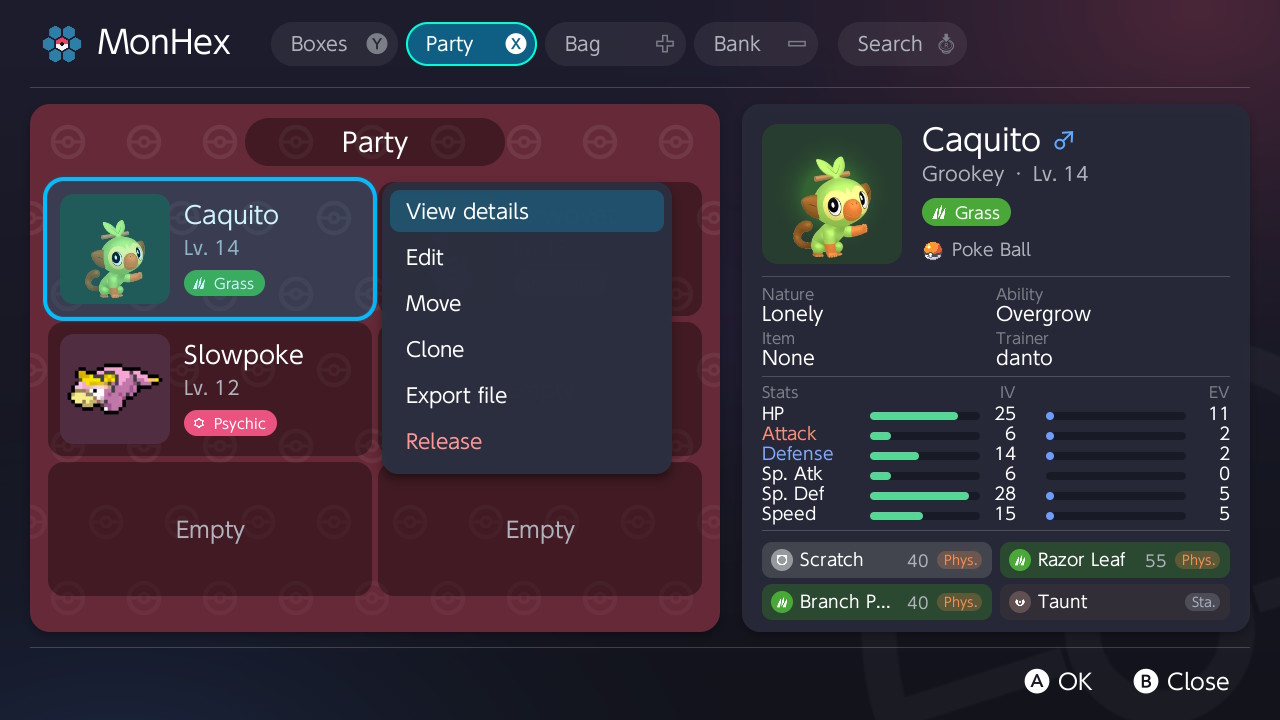 MonHex
Boxes Y
Party X
Bag
Bank
Search
Party
Caquito
Lv. 14
Grass
View details
Edit
Move
Clone
Export file
Release
Slowpoke
Lv. 12
Psychic
Empty
Empty
Caquito ♂
Grookey · Lv. 14
Grass
Poke Ball
Nature Ability
Lonely Overgrow
Item Trainer
None danto
Stats IV EV
HP 25 11
Attack 6 2
Defense 14 2
Sp. Atk 6 0
Sp. Def 28 5
Speed 15 5
Scratch 40 Phys.
Razor Leaf 55 Phys.
Branch P... 40 Phys.
Taunt Sta.
A OK
B Close